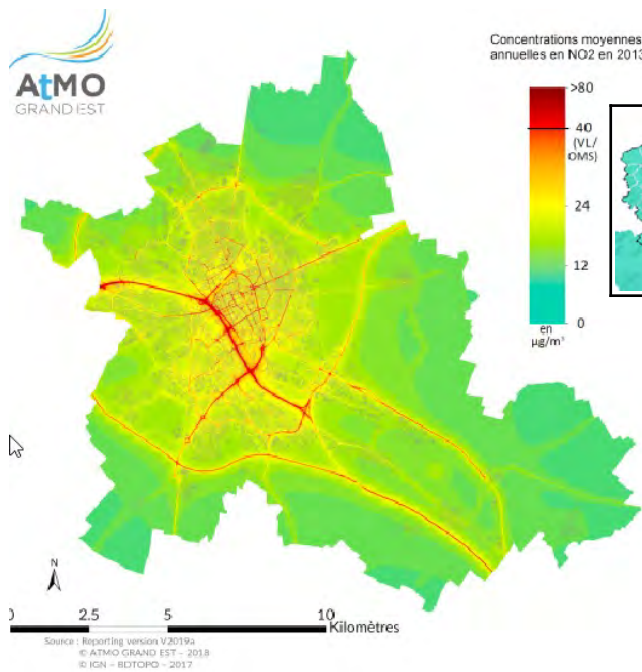 AtMO
GRAND EST
Concentrations moyennes
annuelles en NO2 en 2013
>80
40
(VL/
OMS)
24
12
0
en
µg/m³
N
0 2.5 5 10
Kilomètres
Source : Reporting version V2019a
© ATMO GRAND EST - 2018
© IGN - BDTOPO - 2017